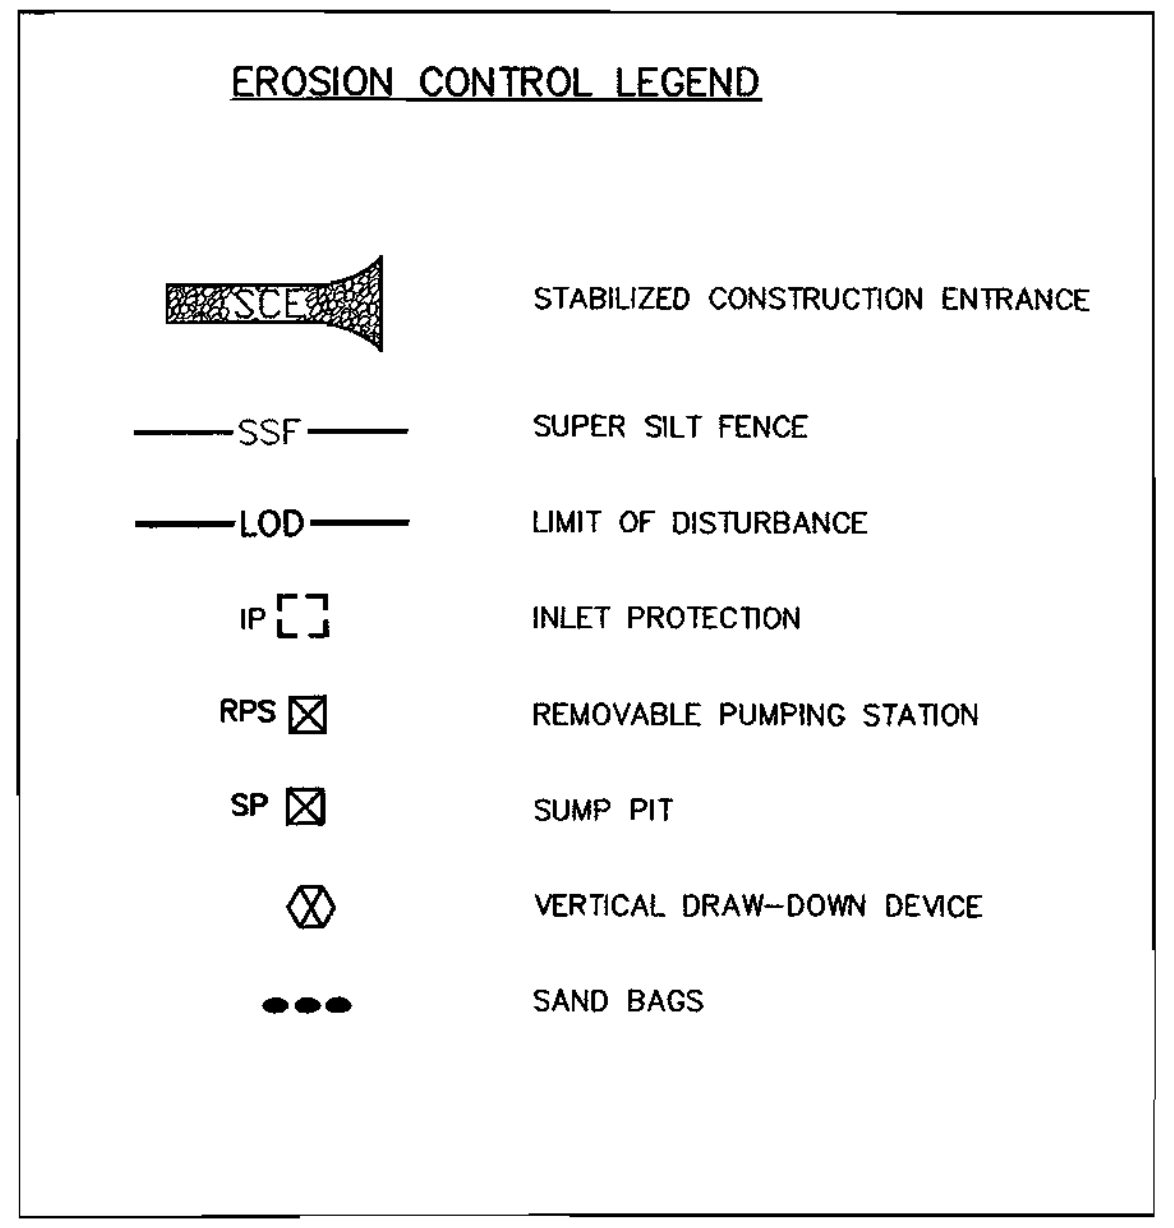 EROSION CONTROL LEGEND
SCE STABILIZED CONSTRUCTION ENTRANCE
SSF SUPER SILT FENCE
LOD LIMIT OF DISTURBANCE
IP INLET PROTECTION
RPS REMOVABLE PUMPING STATION
SP SUMP PIT
VERTICAL DRAW-DOWN DEVICE
SAND BAGS